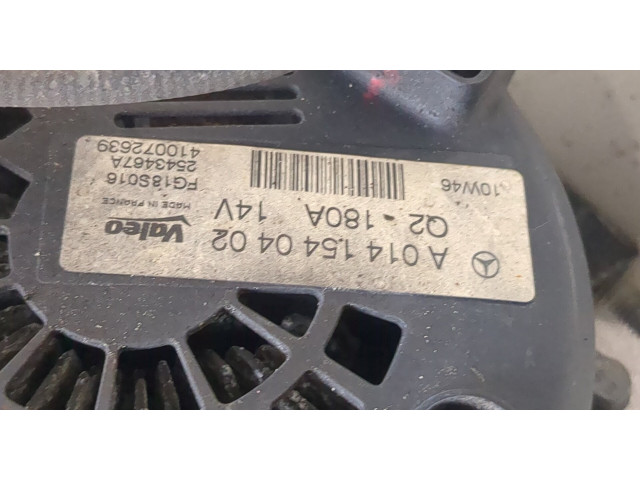 A 014 154 04 02
Valeo
MADE IN FRANCE
Q2 - 180A 14V
FG18S016
2543467A
10W46
410072639